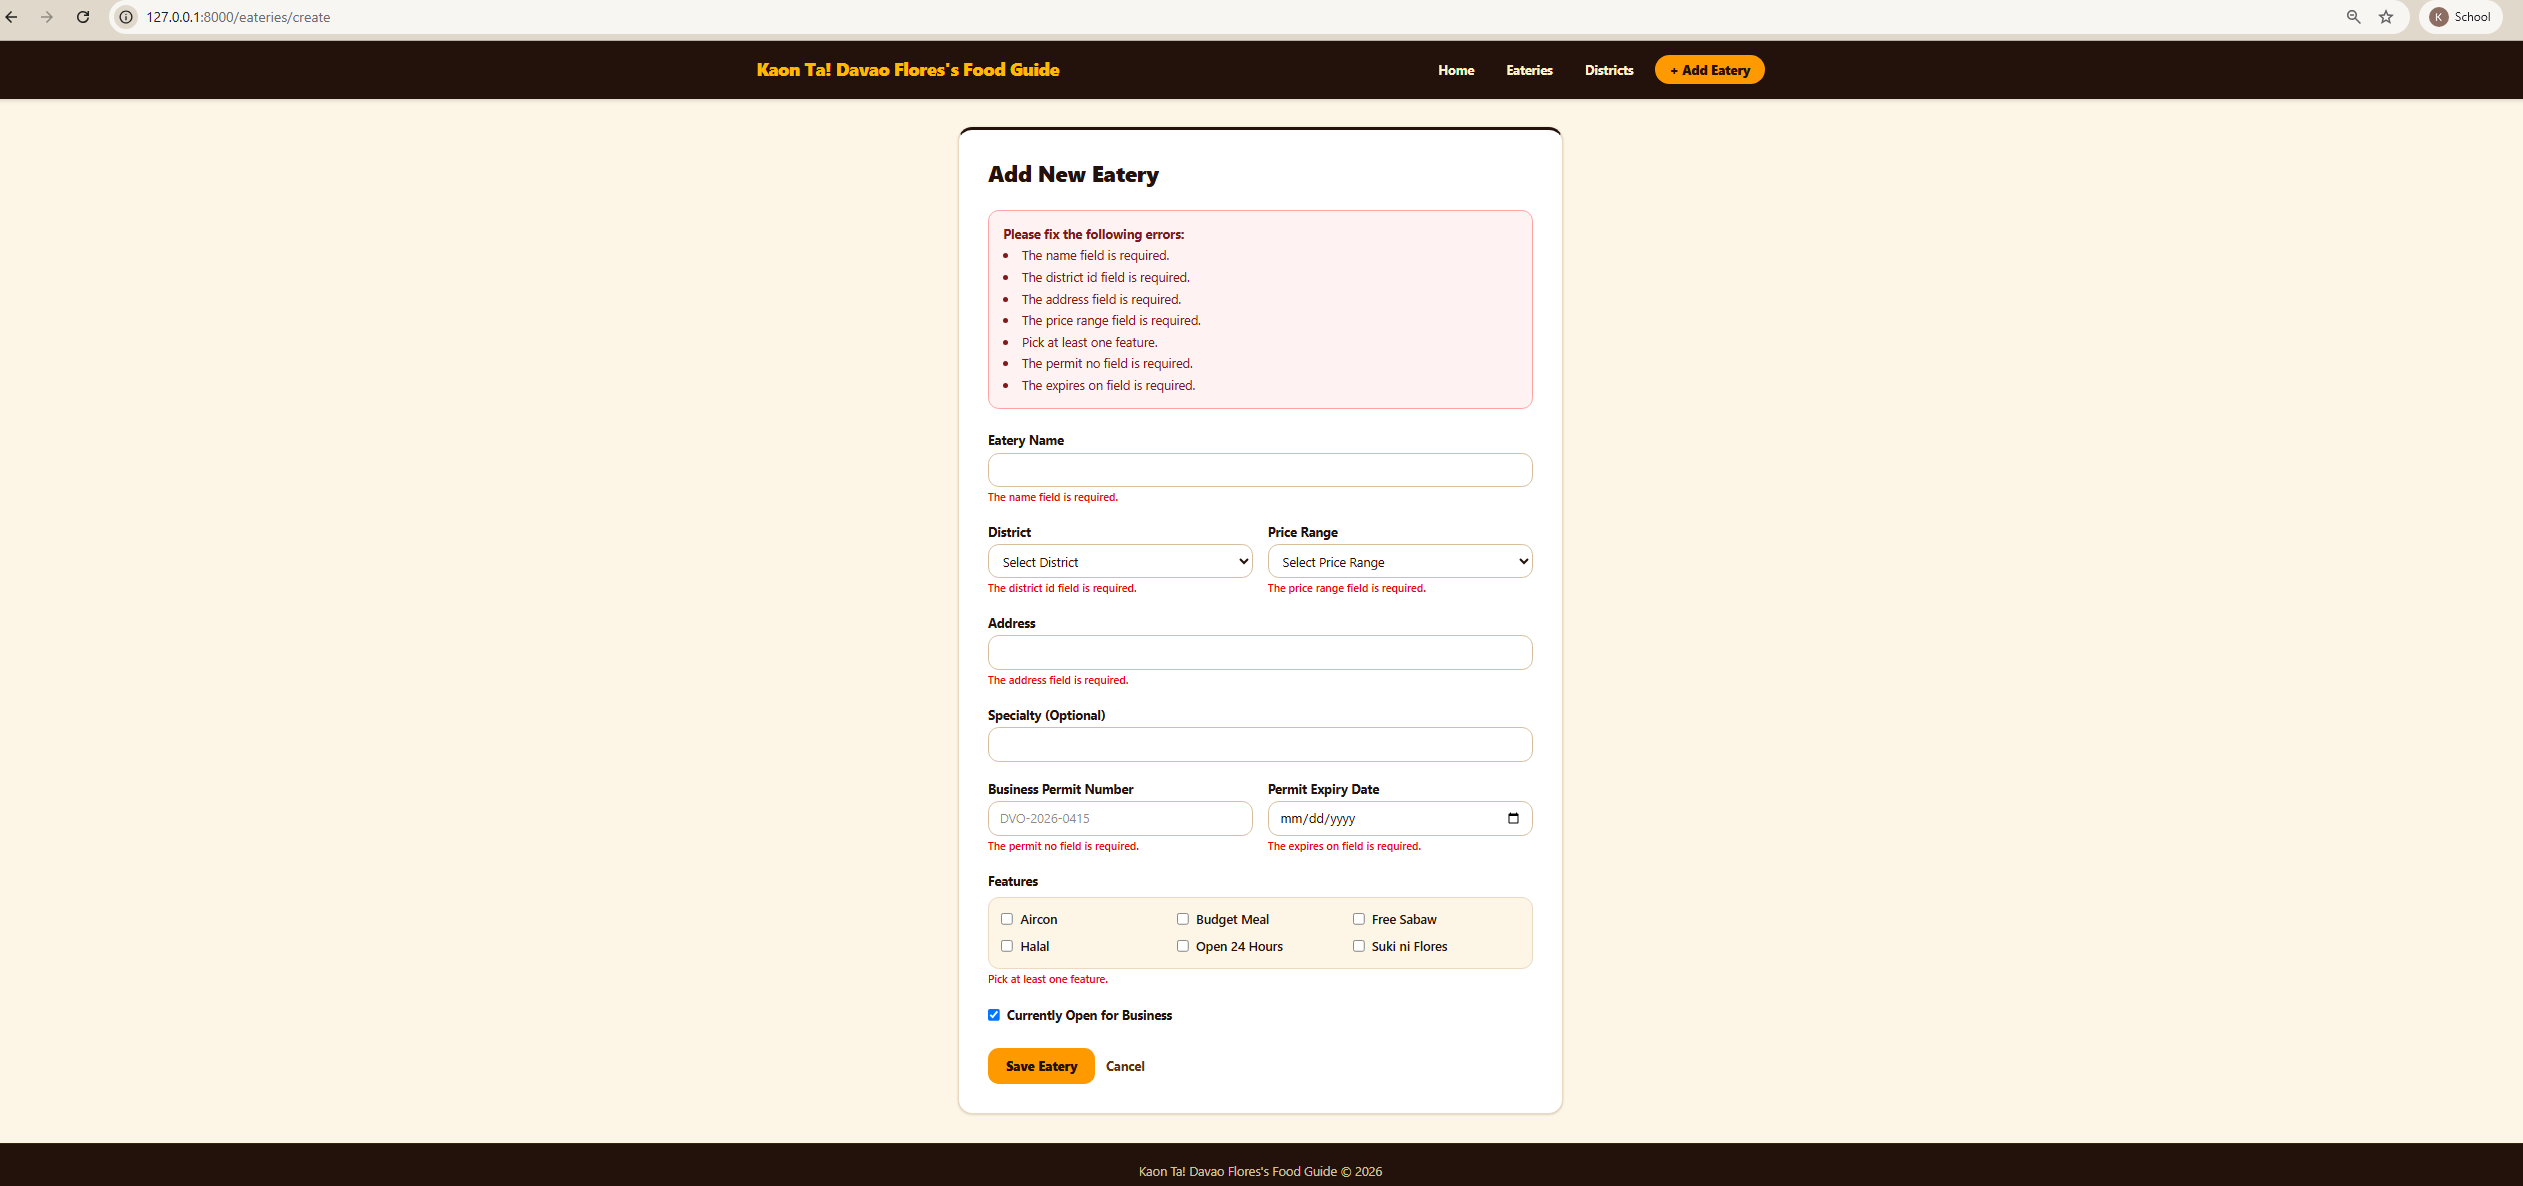 127.0.0.1:8000/eateries/create
K School
Kaon Ta! Davao Flores's Food Guide
Home Eateries Districts + Add Eatery
Add New Eatery
Please fix the following errors:
The name field is required.
The district id field is required.
The address field is required.
The price range field is required.
Pick at least one feature.
The permit no field is required.
The expires on field is required.
Eatery Name
The name field is required.
District Price Range
Select District Select Price Range
The district id field is required. The price range field is required.
Address
The address field is required.
Specialty (Optional)
Business Permit Number Permit Expiry Date
DVO-2026-0415 mm/dd/yyyy
The permit no field is required. The expires on field is required.
Features
Aircon Budget Meal Free Sabaw
Halal Open 24 Hours Suki ni Flores
Pick at least one feature.
Currently Open for Business
Save Eatery Cancel
Kaon Ta! Davao Flores's Food Guide © 2026